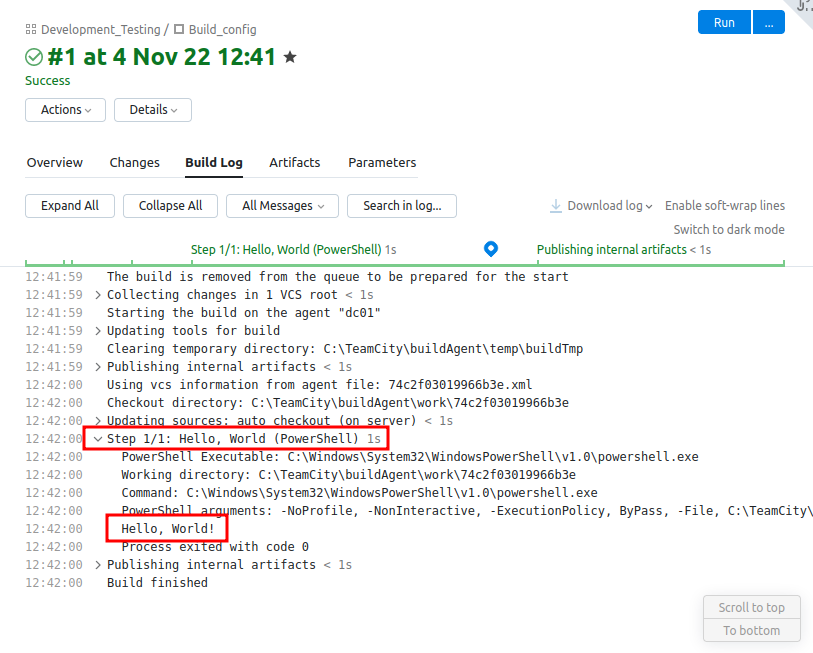 Run ...
Development_Testing / Build_config
#1 at 4 Nov 22 12:41
Success
Actions Details
Overview Changes Build Log Artifacts Parameters
Expand All Collapse All All Messages Search in log... Download log Enable soft-wrap lines
Switch to dark mode
Step 1/1: Hello, World (PowerShell) 1s Publishing internal artifacts < 1s
12:41:59 The build is removed from the queue to be prepared for the start
12:41:59 Collecting changes in 1 VCS root < 1s
12:41:59 Starting the build on the agent "dc01"
12:41:59 Updating tools for build
12:41:59 Clearing temporary directory: C:\TeamCity\buildAgent\temp\buildTmp
12:41:59 Publishing internal artifacts < 1s
12:42:00 Using vcs information from agent file: 74c2f03019966b3e.xml
12:42:00 Checkout directory: C:\TeamCity\buildAgent\work\74c2f03019966b3e
12:42:00 Updating sources: auto checkout (on server) < 1s
12:42:00 Step 1/1: Hello, World (PowerShell) 1s
12:42:00 PowerShell Executable: C:\Windows\System32\WindowsPowerShell\v1.0\powershell.exe
12:42:00 Working directory: C:\TeamCity\buildAgent\work\74c2f03019966b3e
12:42:00 Command: C:\Windows\System32\WindowsPowerShell\v1.0\powershell.exe
12:42:00 PowerShell arguments: -NoProfile, -NonInteractive, -ExecutionPolicy, ByPass, -File, C:\TeamCity\
12:42:00 Hello, World!
12:42:00 Process exited with code 0
12:42:00 Publishing internal artifacts < 1s
12:42:00 Build finished
Scroll to top
To bottom